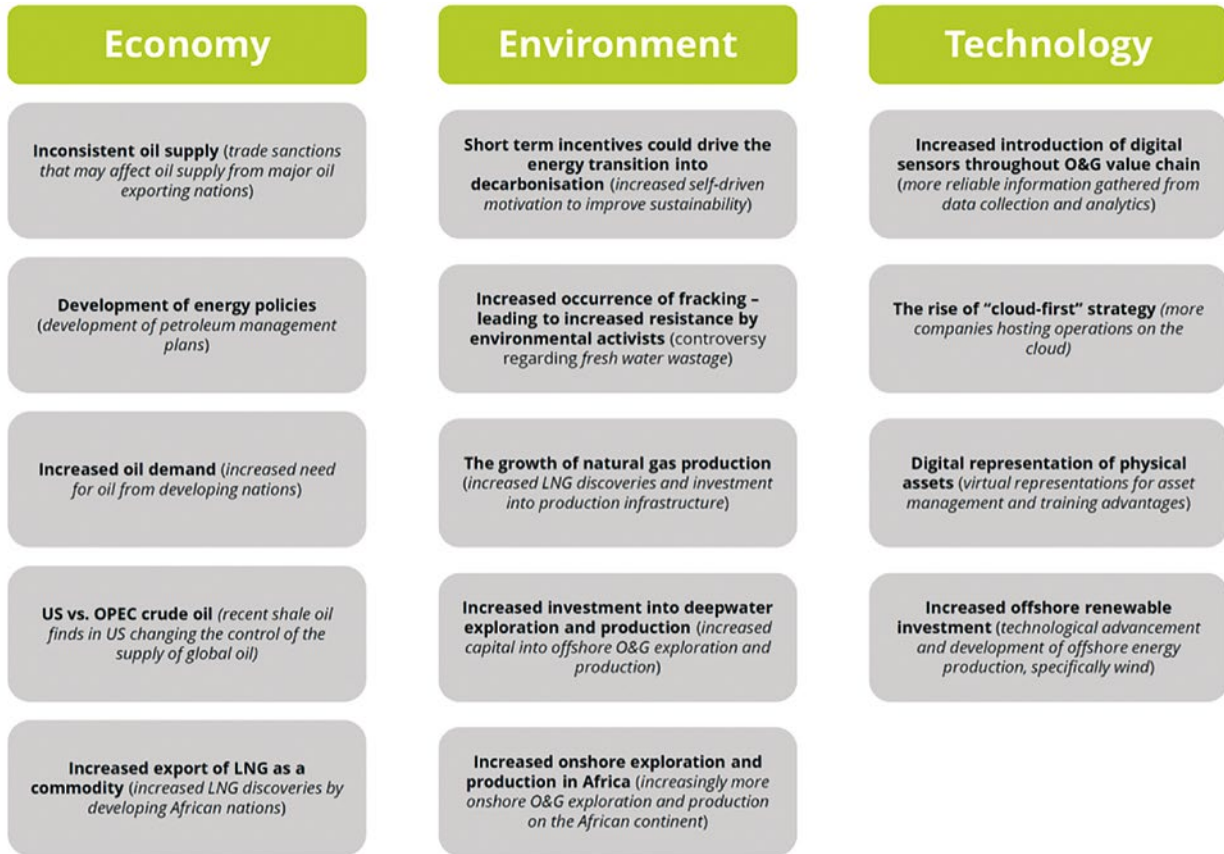 Economy
Inconsistent oil supply (trade sanctions
that may affect oil supply from major oil
exporting nations)
Development of energy policies
(development of petroleum management
plans)
Increased oil demand (increased need
for oil from developing nations)
US vs. OPEC crude oil (recent shale oil
finds in US changing the control of the
supply of global oil)
Increased export of LNG as a
commodity (increased LNG discoveries by
developing African nations)
Environment
Short term incentives could drive the
energy transition into
decarbonisation (increased self-driven
motivation to improve sustainability)
Increased occurrence of fracking –
leading to increased resistance by
environmental activists (controversy
regarding fresh water wastage)
The growth of natural gas production
(increased LNG discoveries and investment
into production infrastructure)
Increased investment into deepwater
exploration and production (increased
capital into offshore O&G exploration and
production)
Increased onshore exploration and
production in Africa (increasingly more
onshore O&G exploration and production
on the African continent)
Technology
Increased introduction of digital
sensors throughout O&G value chain
(more reliable information gathered from
data collection and analytics)
The rise of “cloud-first” strategy (more
companies hosting operations on the
cloud)
Digital representation of physical
assets (virtual representations for asset
management and training advantages)
Increased offshore renewable
investment (technological advancement
and development of offshore energy
production, specifically wind)